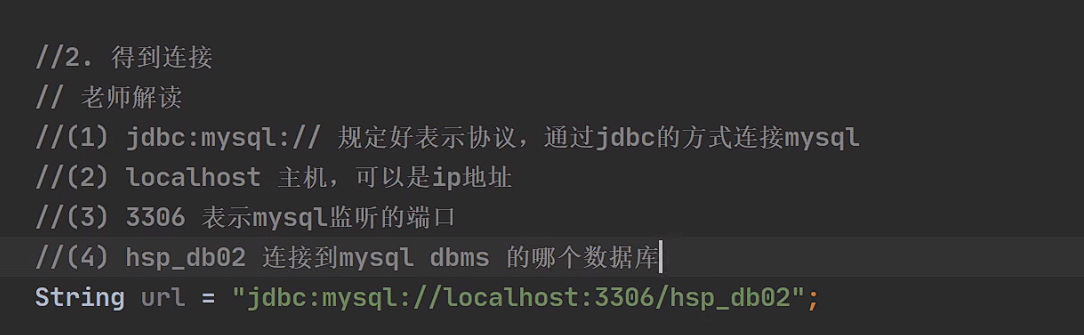 //2. 得到连接
// 老师解读
//(1) jdbc:mysql:// 规定好表示协议，通过jdbc的方式连接mysql
//(2) localhost 主机，可以是ip地址
//(3) 3306 表示mysql监听的端口
//(4) hsp_db02 连接到mysql dbms 的哪个数据库
String url = "jdbc:mysql://localhost:3306/hsp_db02";